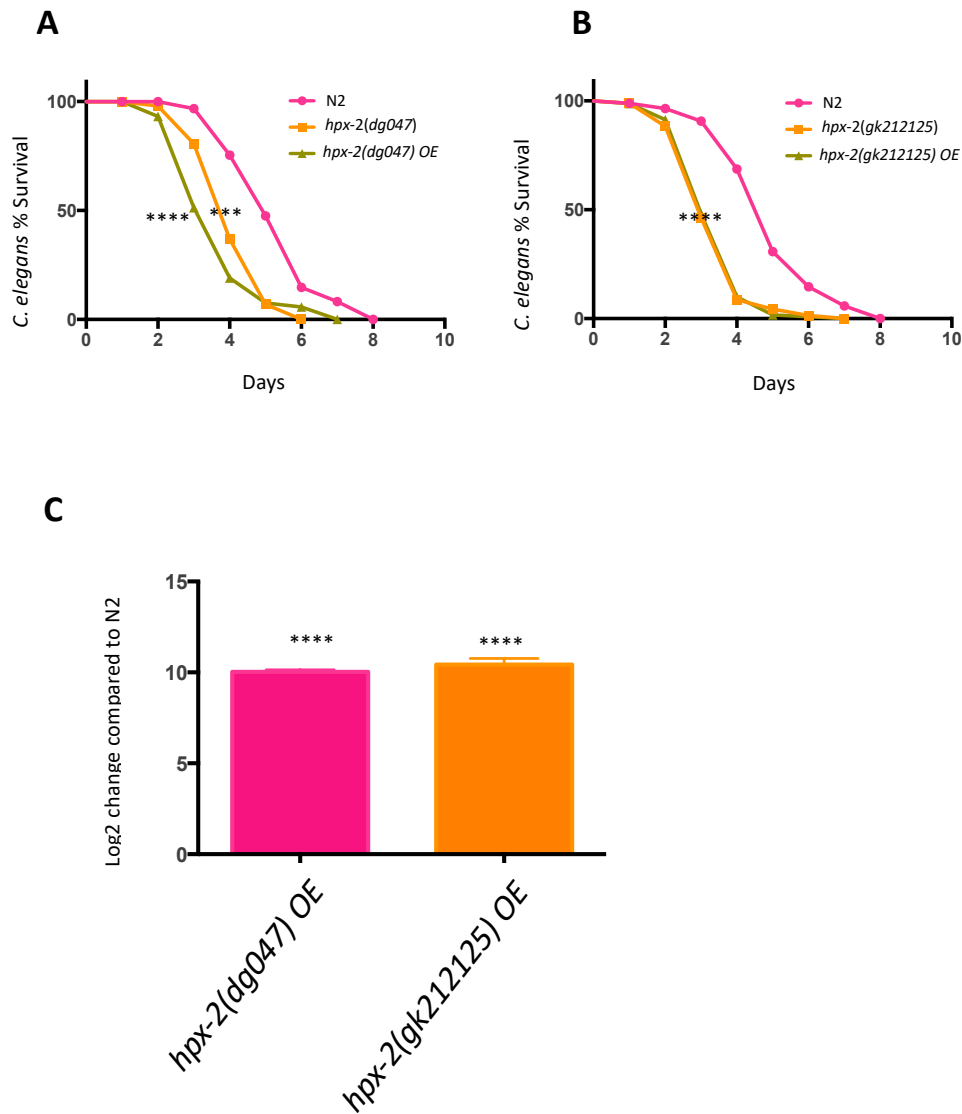 A
100
50
0
0
2
4
6
8
10
C. elegans % Survival
Days
N2
hpx-2(dg047)
hpx-2(dg047) OE
****
***
B
100
50
0
0
2
4
6
8
10
C. elegans % Survival
Days
N2
hpx-2(gk212125)
hpx-2(gk212125) OE
****
C
15
10
5
0
Log2 change compared to N2
****
****
hpx-2(dg047) OE
hpx-2(gk212125) OE